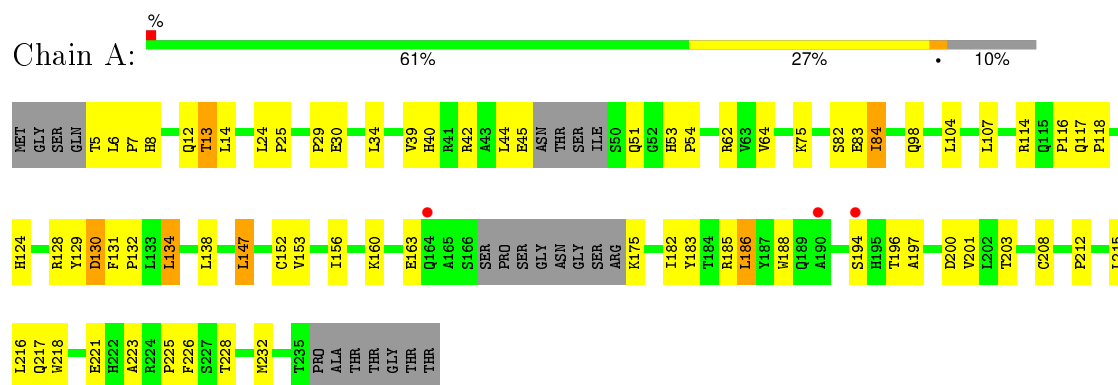 %
Chain A:
61% 27% • 10%
MET GLY SER GLN T5 L6 P7 H8 Q12 T13 L14 L24 P25 P29 E30 L34 V39 H40 R41 R42 A43 L44 E45 ASN THR SER ILE S50 Q51 G52 H53 P54 R62 V63 V64 K75 S82 E83 I84 Q98 L104 L107 R114 Q115 P116 Q117 P118
H124 R128 Y129 D130 F131 P132 L133 L134 L138 L147 C152 V153 I156 K160 E163 Q164 A165 S166 SER PRO SER GLY ASN GLY SER ARG K175 I182 Y183 T184 R185 L186 Y187 W188 Q189 A190 S194 H195 T196 A197 D200 V201 L202 T203 C208 P212 L215
L216 Q217 W218 E221 H222 A223 R224 P225 F226 S227 T228 M232 T235 PRO ALA THR THR GLY THR THR